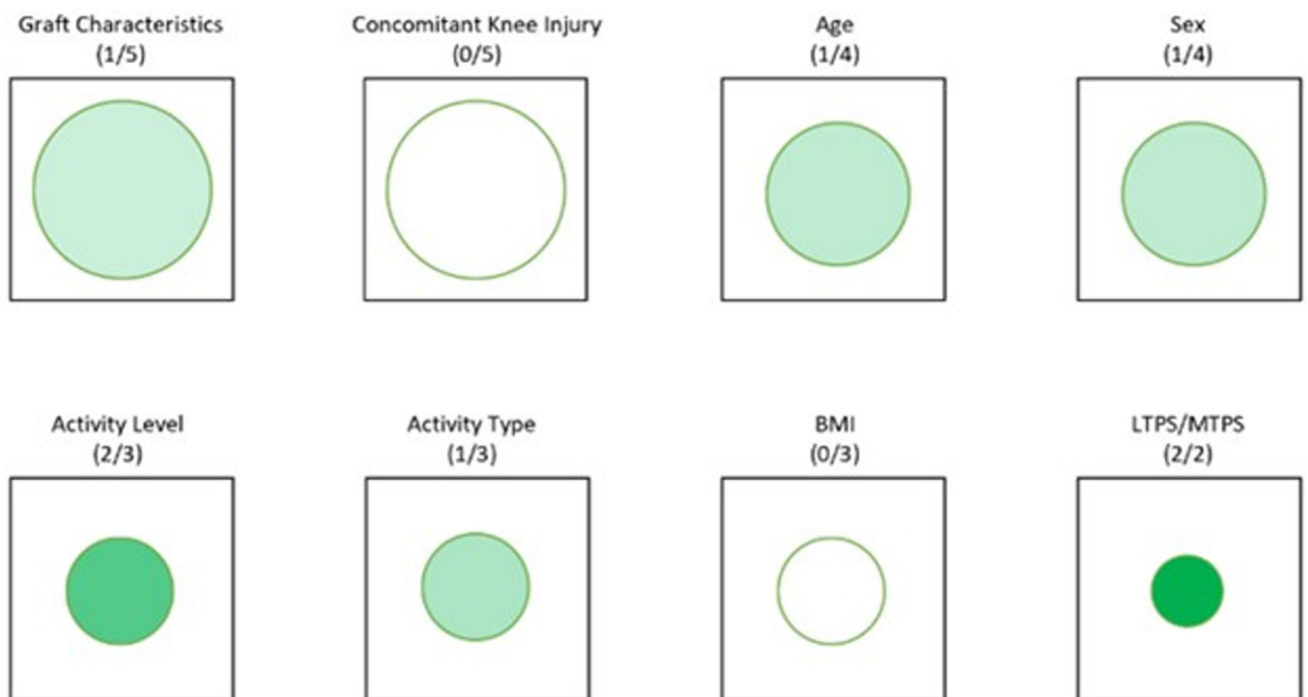 Graft Characteristics
(1/5)
Concomitant Knee Injury
(0/5)
Age
(1/4)
Sex
(1/4)
Activity Level
(2/3)
Activity Type
(1/3)
BMI
(0/3)
LTPS/MTPS
(2/2)